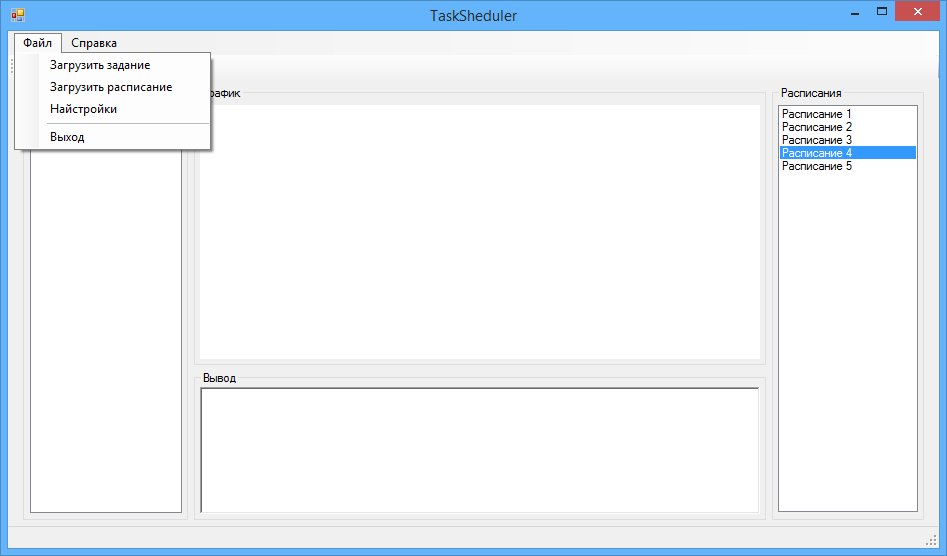 TaskSheduler
Файл Справка
Загрузить задание
Загрузить расписание
Найстройки
Выход
рафик
Расписания
Расписание 1
Расписание 2
Расписание 3
Расписание 4
Расписание 5
Вывод